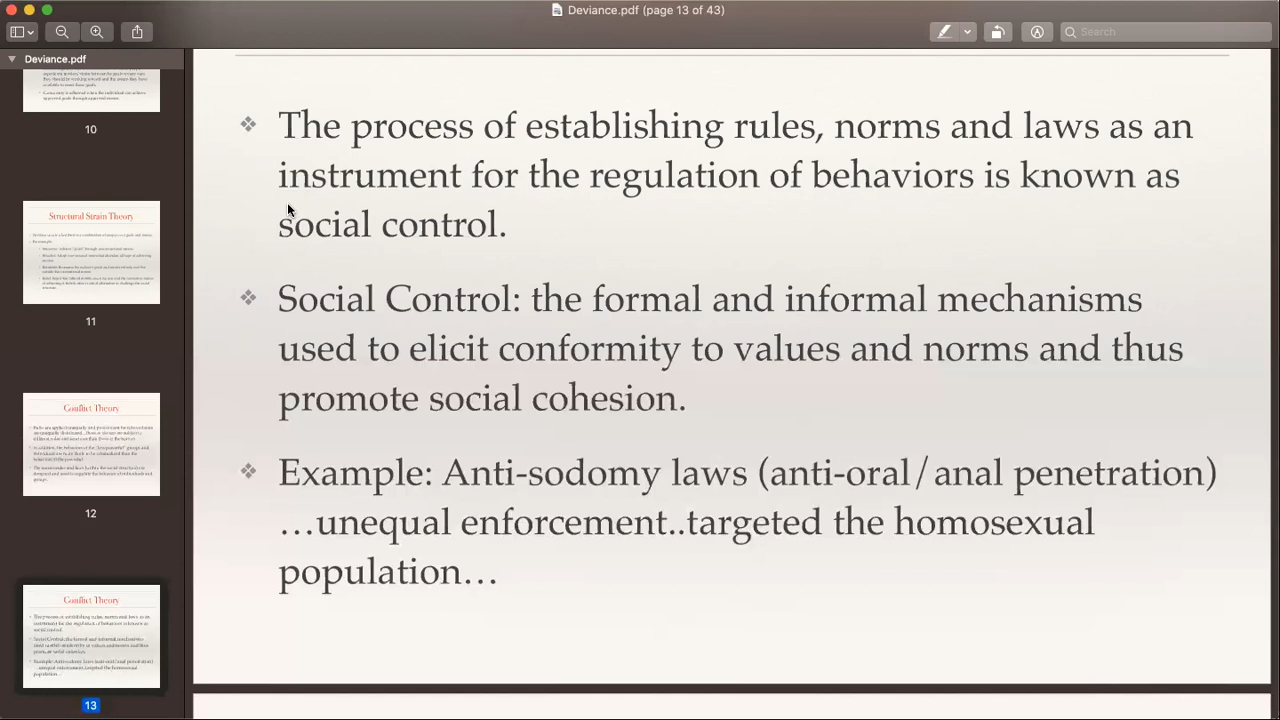 Deviance.pdf (page 13 of 43)
Search
Deviance.pdf
10
Structural Strain Theory
11
Conflict Theory
12
Conflict Theory
13
❖ The process of establishing rules, norms and laws as an
instrument for the regulation of behaviors is known as
social control.
❖ Social Control: the formal and informal mechanisms
used to elicit conformity to values and norms and thus
promote social cohesion.
❖ Example: Anti-sodomy laws (anti-oral/anal penetration)
…unequal enforcement..targeted the homosexual
population…